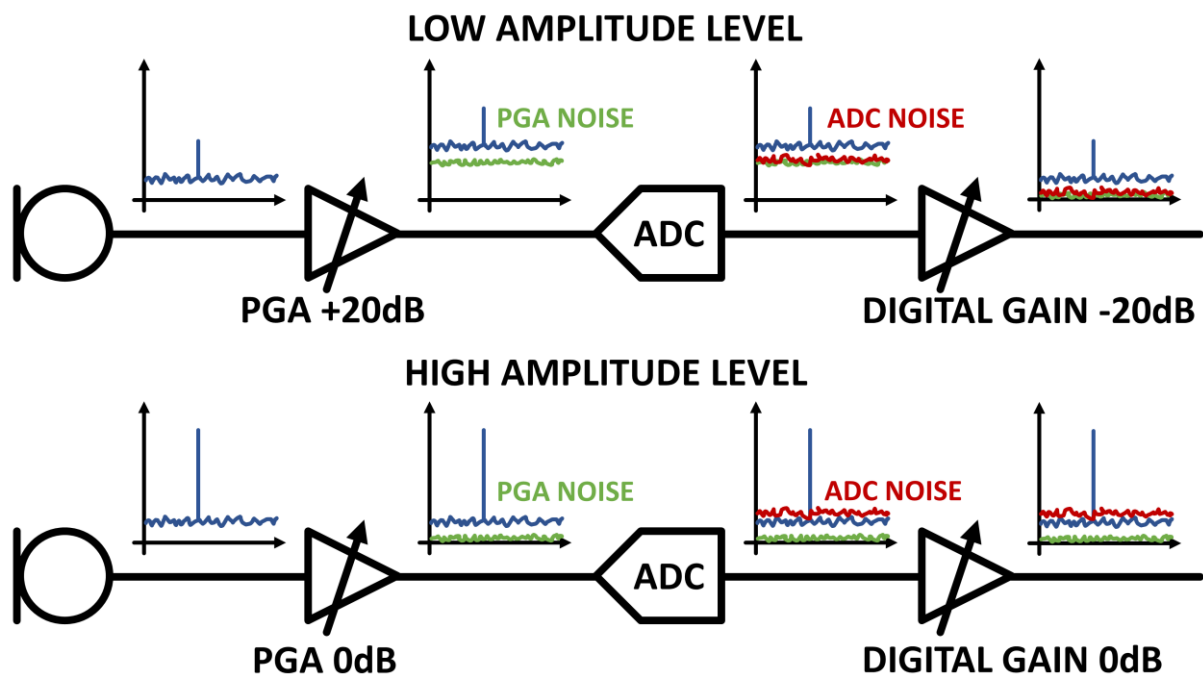 LOW AMPLITUDE LEVEL
PGA NOISE
ADC NOISE
ADC
PGA +20dB
DIGITAL GAIN -20dB
HIGH AMPLITUDE LEVEL
PGA NOISE
ADC NOISE
ADC
PGA 0dB
DIGITAL GAIN 0dB